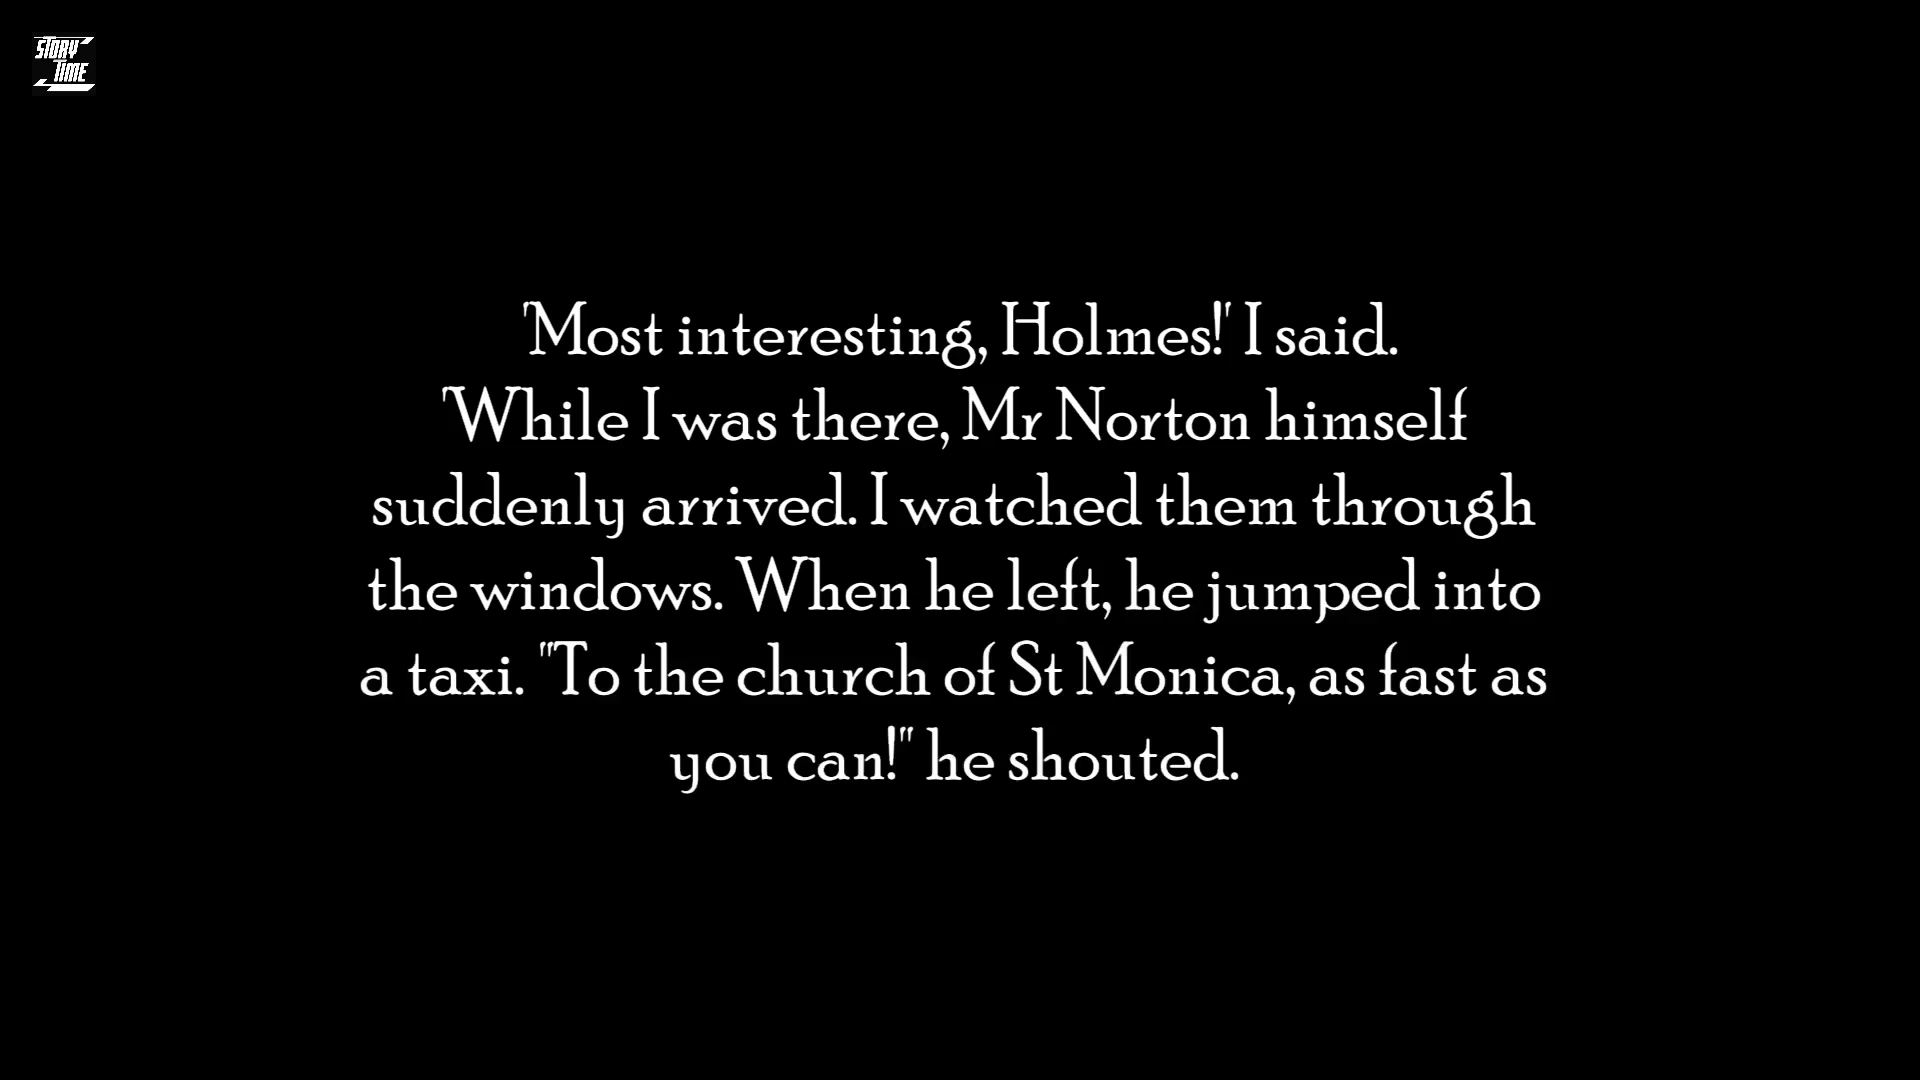 STORY
TIME
'Most interesting, Holmes!' I said.
'While I was there, Mr Norton himself
suddenly arrived. I watched them through
the windows. When he left, he jumped into
a taxi. "To the church of St Monica, as fast as
you can!" he shouted.